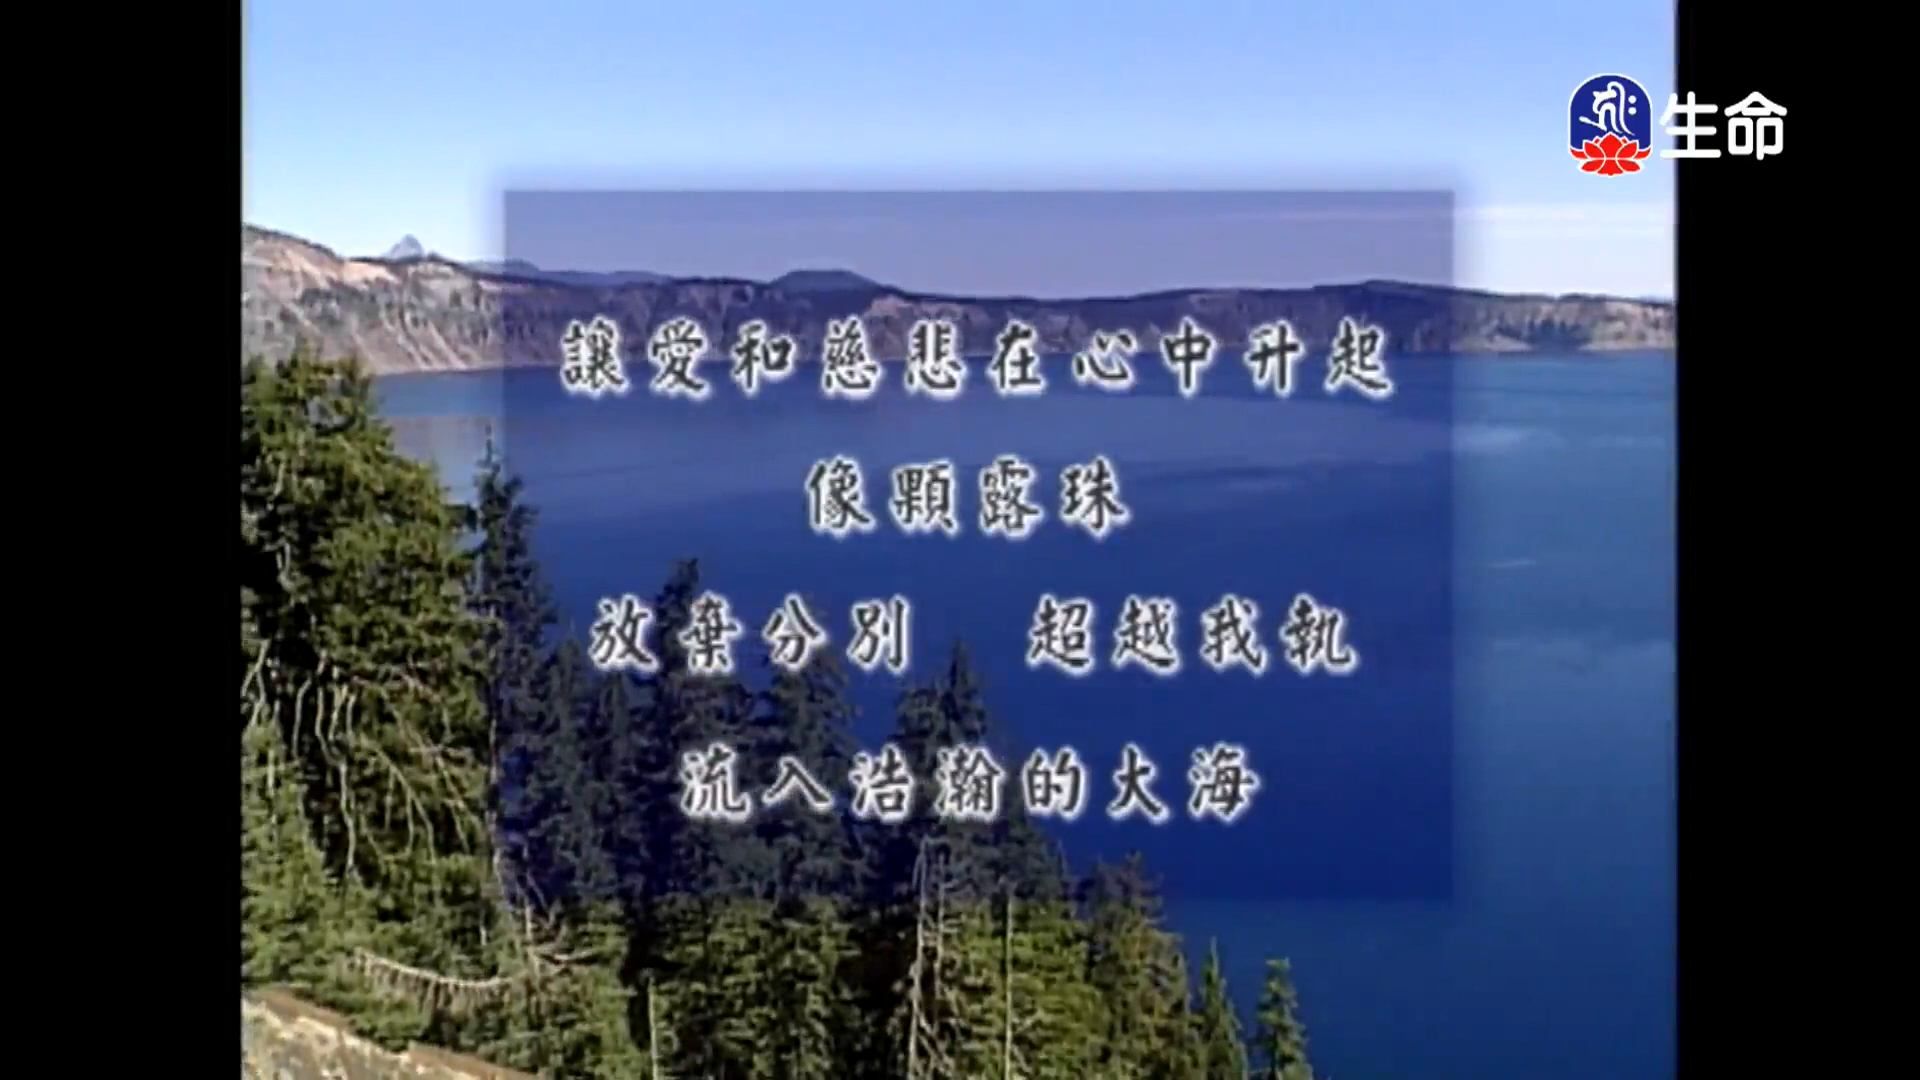 生命
讓愛和慈悲在心中升起
像顆露珠
放棄分別　超越我執
流入浩瀚的大海